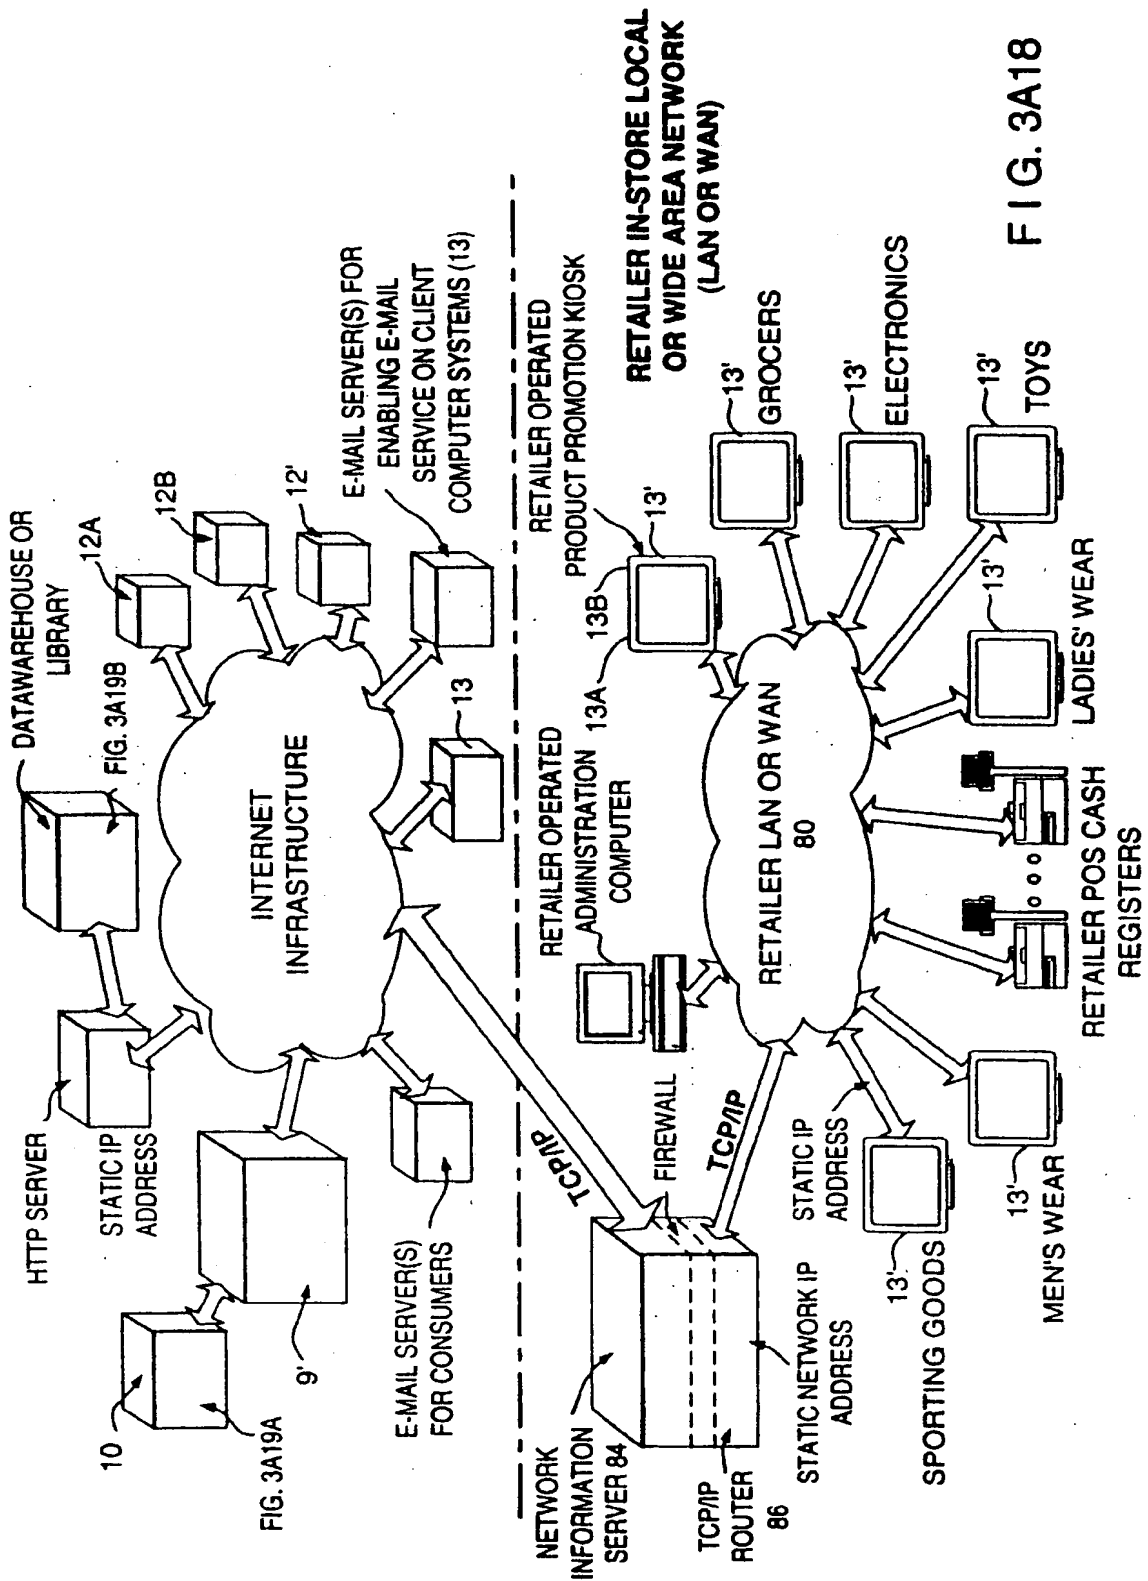 DATAWAREHOUSE OR
LIBRARY
FIG. 3A19B
HTTP SERVER
STATIC IP
ADDRESS
10
FIG. 3A19A
9'
12A
12B
12'
INTERNET
INFRASTRUCTURE
E-MAIL SERVER(S) FOR
ENABLING E-MAIL
SERVICE ON CLIENT
COMPUTER SYSTEMS (13)
13
E-MAIL SERVER(S)
FOR CONSUMERS
TCP/IP
NETWORK
INFORMATION
SERVER 84
FIREWALL
TCP/IP
TCP/IP
ROUTER
86
STATIC NETWORK IP
ADDRESS
RETAILER OPERATED
ADMINISTRATION
COMPUTER
RETAILER OPERATED
PRODUCT PROMOTION KIOSK
13A
13B
13'
RETAILER IN-STORE LOCAL
OR WIDE AREA NETWORK
(LAN OR WAN)
RETAILER LAN OR WAN
80
13'
GROCERS
13'
ELECTRONICS
13'
TOYS
13'
LADIES' WEAR
RETAILER POS CASH
REGISTERS
STATIC IP
ADDRESS
13'
SPORTING GOODS
13'
MEN'S WEAR
FIG. 3A18